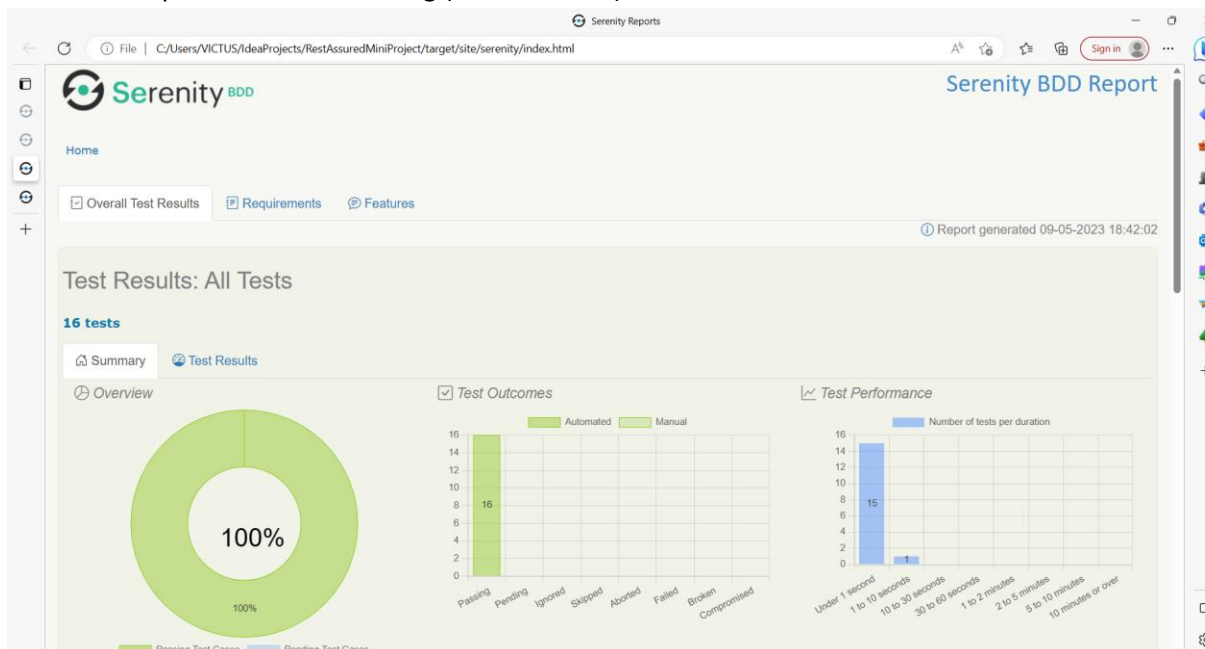 Serenity Reports
File | C:/Users/VICTUS/IdeaProjects/RestAssuredMiniProject/target/site/serenity/index.html
Sign in
Serenity BDD
Serenity BDD Report
Home
Overall Test Results Requirements Features
Report generated 09-05-2023 18:42:02
Test Results: All Tests
16 tests
Summary Test Results
Overview
100%
100%
Passing Test Cases Pending Test Cases
Test Outcomes
Automated Manual
16
14
12
10
8
6
4
2
0
16
Passing Pending Ignored Skipped Aborted Failed Broken Compromised
Test Performance
Number of tests per duration
16
14
12
10
8
6
4
2
0
15
1
Under 1 second
1 to 10 seconds
10 to 30 seconds
30 to 60 seconds
1 to 2 minutes
2 to 5 minutes
5 to 10 minutes
10 minutes or over